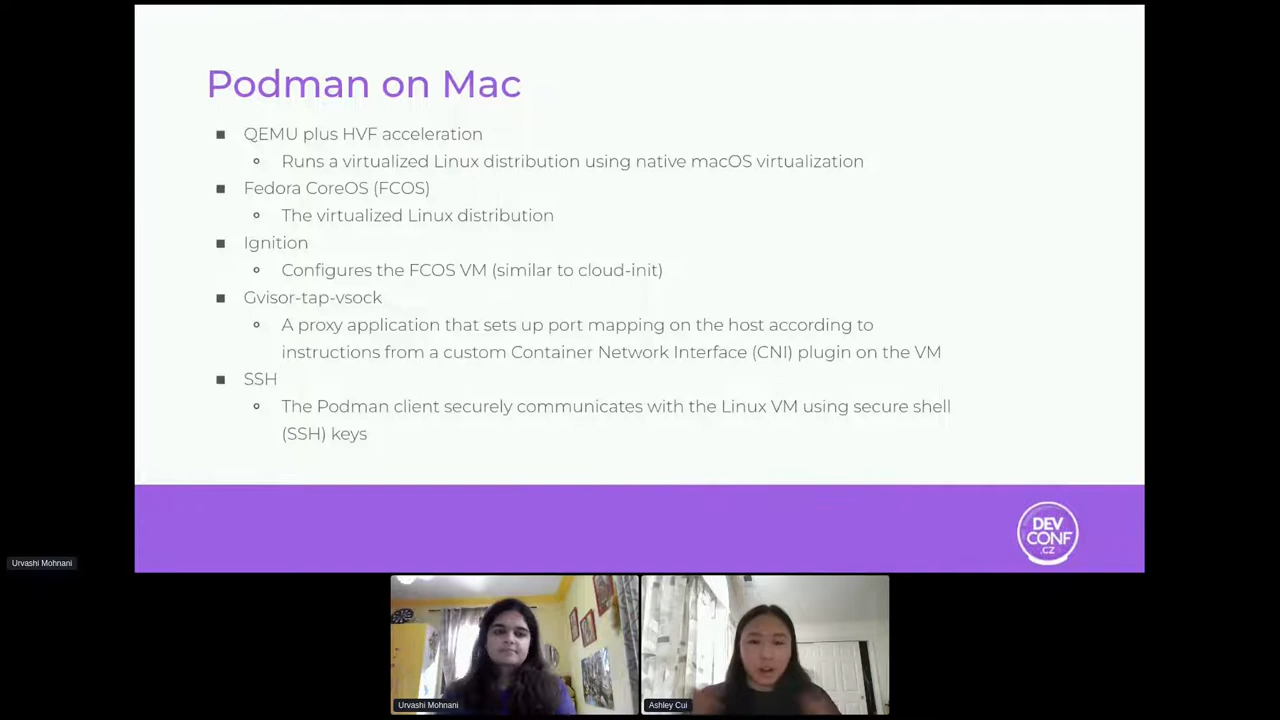 Podman on Mac
■ QEMU plus HVF acceleration
○ Runs a virtualized Linux distribution using native macOS virtualization
■ Fedora CoreOS (FCOS)
○ The virtualized Linux distribution
■ Ignition
○ Configures the FCOS VM (similar to cloud-init)
■ Gvisor-tap-vsock
○ A proxy application that sets up port mapping on the host according to
instructions from a custom Container Network Interface (CNI) plugin on the VM
■ SSH
○ The Podman client securely communicates with the Linux VM using secure shell
(SSH) keys
DEV
CONF
.CZ
Urvashi Mohnani
Urvashi Mohnani
Ashley Cui